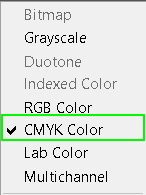 Bitmap
Grayscale
Duotone
Indexed Color
RGB Color
CMYK Color
Lab Color
Multichannel